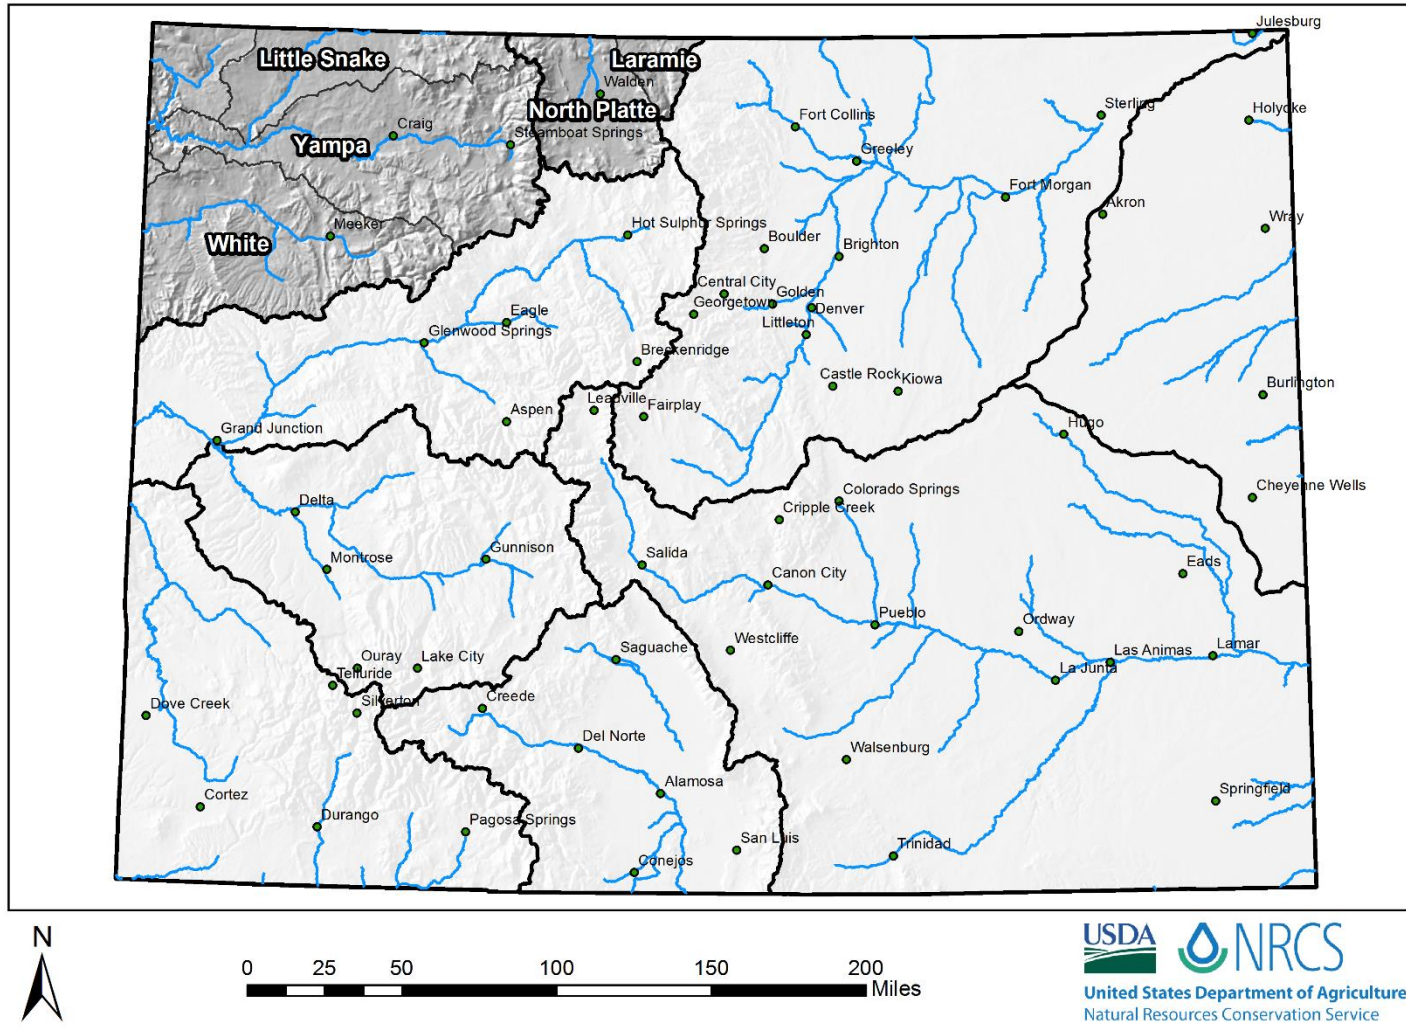 Julesburg
Little Snake
Laramie
Walden
North Platte
Sterling
Holyoke
Fort Collins
Craig
Steamboat Springs
Yampa
Greeley
Fort Morgan
Akron
Wray
Meeker
White
Hot Sulphur Springs
Boulder
Brighton
Central City
Golden
Georgetown
Denver
Littleton
Eagle
Glenwood Springs
Breckenridge
Castle Rock
Kiowa
Burlington
Leadville
Aspen
Fairplay
Hugo
Grand Junction
Colorado Springs
Cheyenne Wells
Delta
Cripple Creek
Gunnison
Montrose
Salida
Eads
Canon City
Pueblo
Ordway
Westcliffe
Saguache
Las Animas
Lamar
Ouray
Lake City
La Junta
Telluride
Creede
Silverton
Dove Creek
Del Norte
Walsenburg
Alamosa
Springfield
Cortez
Durango
Pagosa Springs
San Luis
Trinidad
Conejos
N
0 25 50 100 150 200
Miles
USDA NRCS
United States Department of Agriculture
Natural Resources Conservation Service